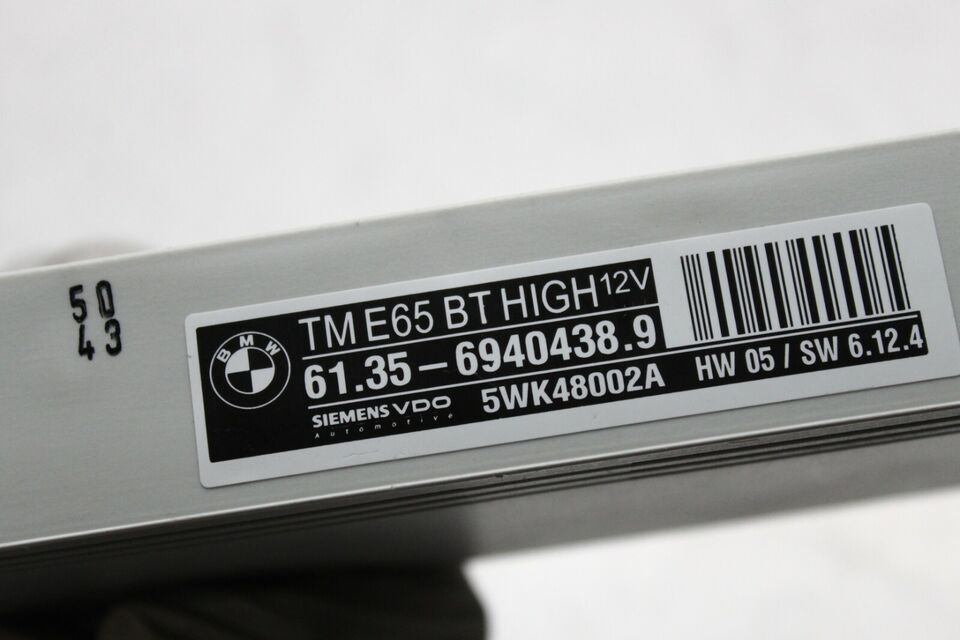 50
43
BMW
TM E65 BT HIGH 12V
61.35 – 6940438.9
SIEMENS VDO
Automotive
5WK48002A
HW 05 / SW 6.12.4